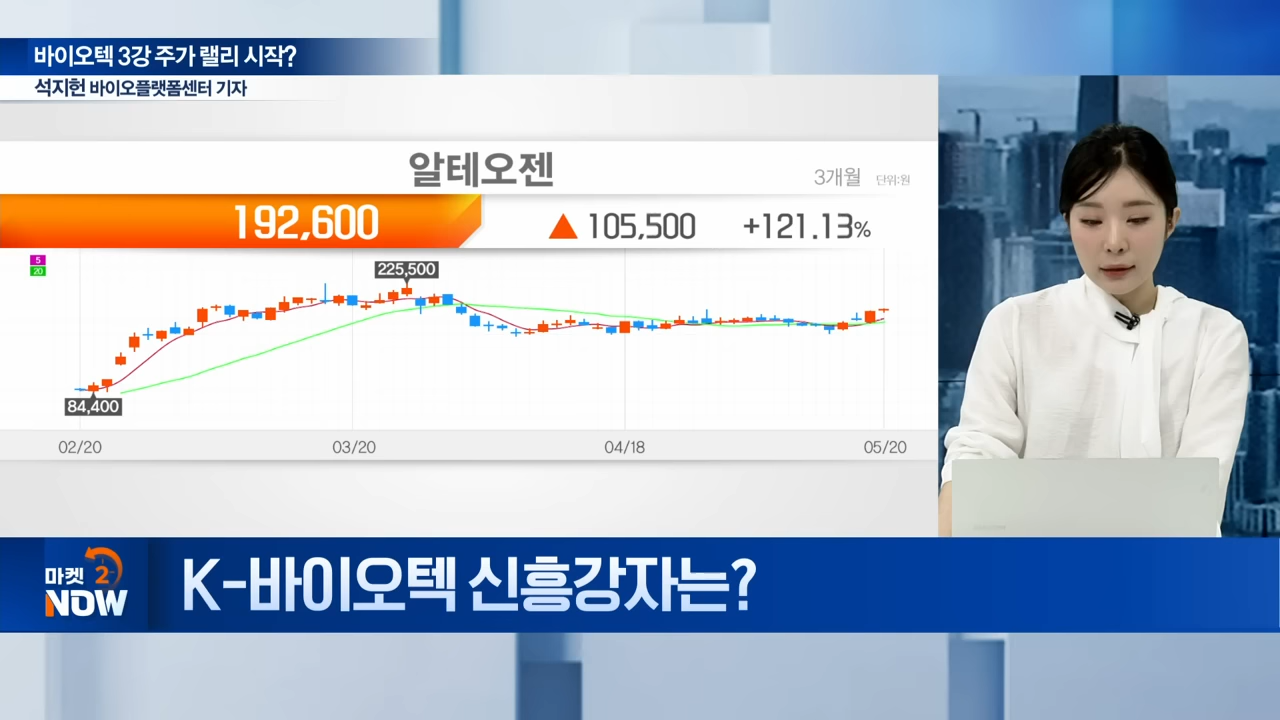 바이오텍 3강 주가 랠리 시작?
석지헌 바이오플랫폼센터 기자
알테오젠
3개월 단위:원
192,600 ▲ 105,500 +121.13%
5
20
225,500
84,400
02/20 03/20 04/18 05/20
마켓 2
NOW
K-바이오텍 신흥강자는?